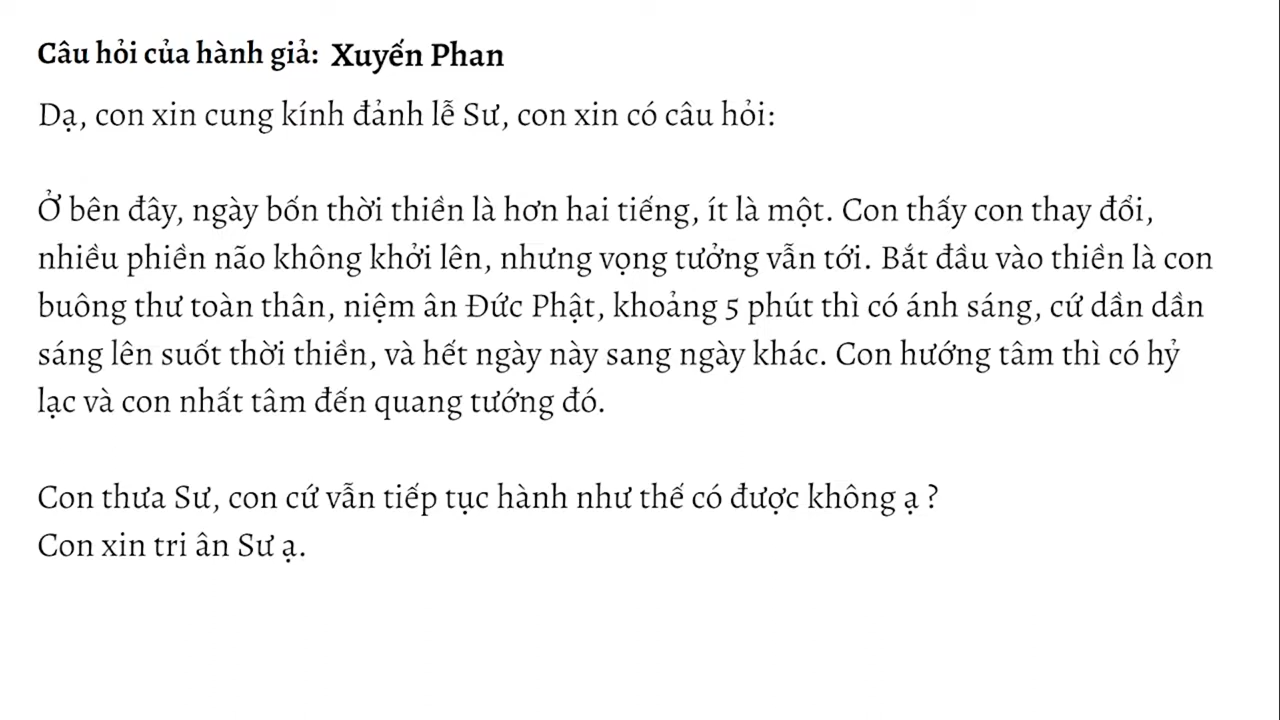 Câu hỏi của hành giả: Xuyến Phan
Dạ, con xin cung kính đảnh lễ Sư, con xin có câu hỏi:
Ở bên đây, ngày bốn thời thiền là hơn hai tiếng, ít là một. Con thấy con thay đổi,
nhiều phiền não không khởi lên, nhưng vọng tưởng vẫn tới. Bắt đầu vào thiền là con
buông thư toàn thân, niệm ân Đức Phật, khoảng 5 phút thì có ánh sáng, cứ dần dần
sáng lên suốt thời thiền, và hết ngày này sang ngày khác. Con hướng tâm thì có hỷ
lạc và con nhất tâm đến quang tướng đó.
Con thưa Sư, con cứ vẫn tiếp tục hành như thế có được không ạ ?
Con xin tri ân Sư ạ.